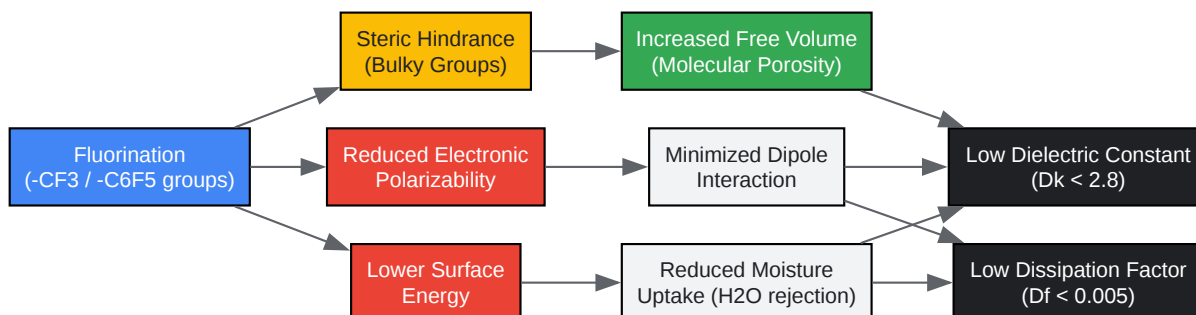 Steric Hindrance
(Bulky Groups)
Increased Free Volume
(Molecular Porosity)
Fluorination
(-CF3 / -C6F5 groups)
Reduced Electronic
Polarizability
Minimized Dipole
Interaction
Low Dielectric Constant
(Dk < 2.8)
Lower Surface
Energy
Reduced Moisture
Uptake (H2O rejection)
Low Dissipation Factor
(Df < 0.005)